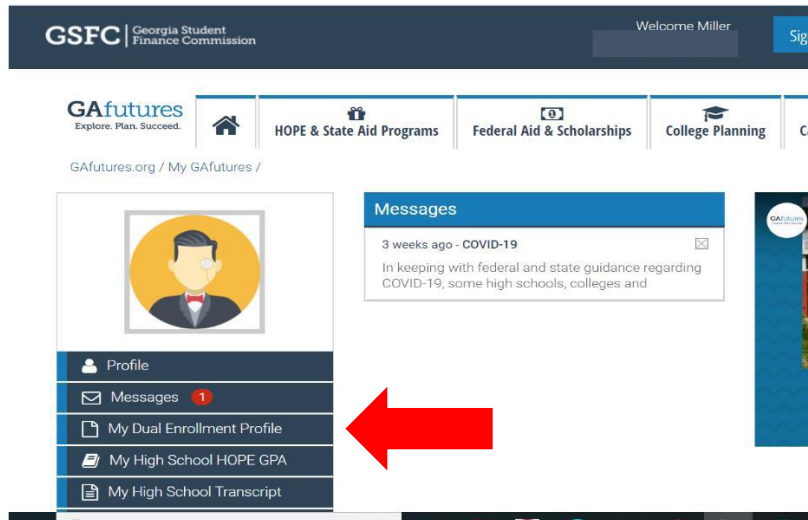 GSFC
Georgia Student
Finance Commission
Welcome Miller
GAfutures
Explore. Plan. Succeed.
HOPE & State Aid Programs
Federal Aid & Scholarships
College Planning
GAfutures.org / My GAfutures /
Messages
3 weeks ago - COVID-19
In keeping with federal and state guidance regarding
COVID-19, some high schools, colleges and
GAfutures
Profile
Messages 1
My Dual Enrollment Profile
My High School HOPE GPA
My High School Transcript